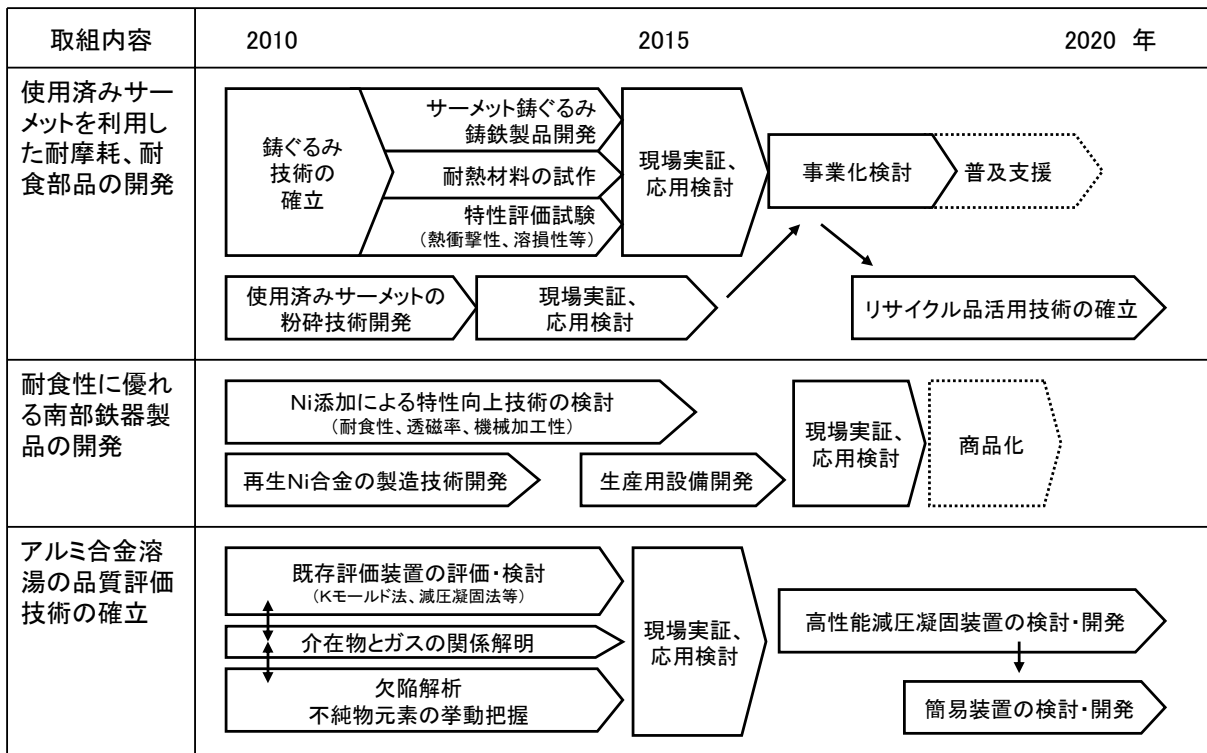 取組内容
2010
2015
2020 年
使用済みサー
メットを利用し
た耐摩耗、耐
食部品の開発
鋳ぐるみ
技術の
確立
サーメット鋳ぐるみ
鋳鉄製品開発
耐熱材料の試作
特性評価試験
(熱衝撃性、溶損性等)
現場実証、
応用検討
事業化検討
普及支援
使用済みサーメットの
粉砕技術開発
現場実証、
応用検討
リサイクル品活用技術の確立
耐食性に優れ
る南部鉄器製
品の開発
Ni添加による特性向上技術の検討
(耐食性、透磁率、機械加工性)
再生Ni合金の製造技術開発
生産用設備開発
現場実証、
応用検討
商品化
アルミ合金溶
湯の品質評価
技術の確立
既存評価装置の評価・検討
(Kモールド法、減圧凝固法等)
介在物とガスの関係解明
欠陥解析
不純物元素の挙動把握
現場実証、
応用検討
高性能減圧凝固装置の検討・開発
簡易装置の検討・開発